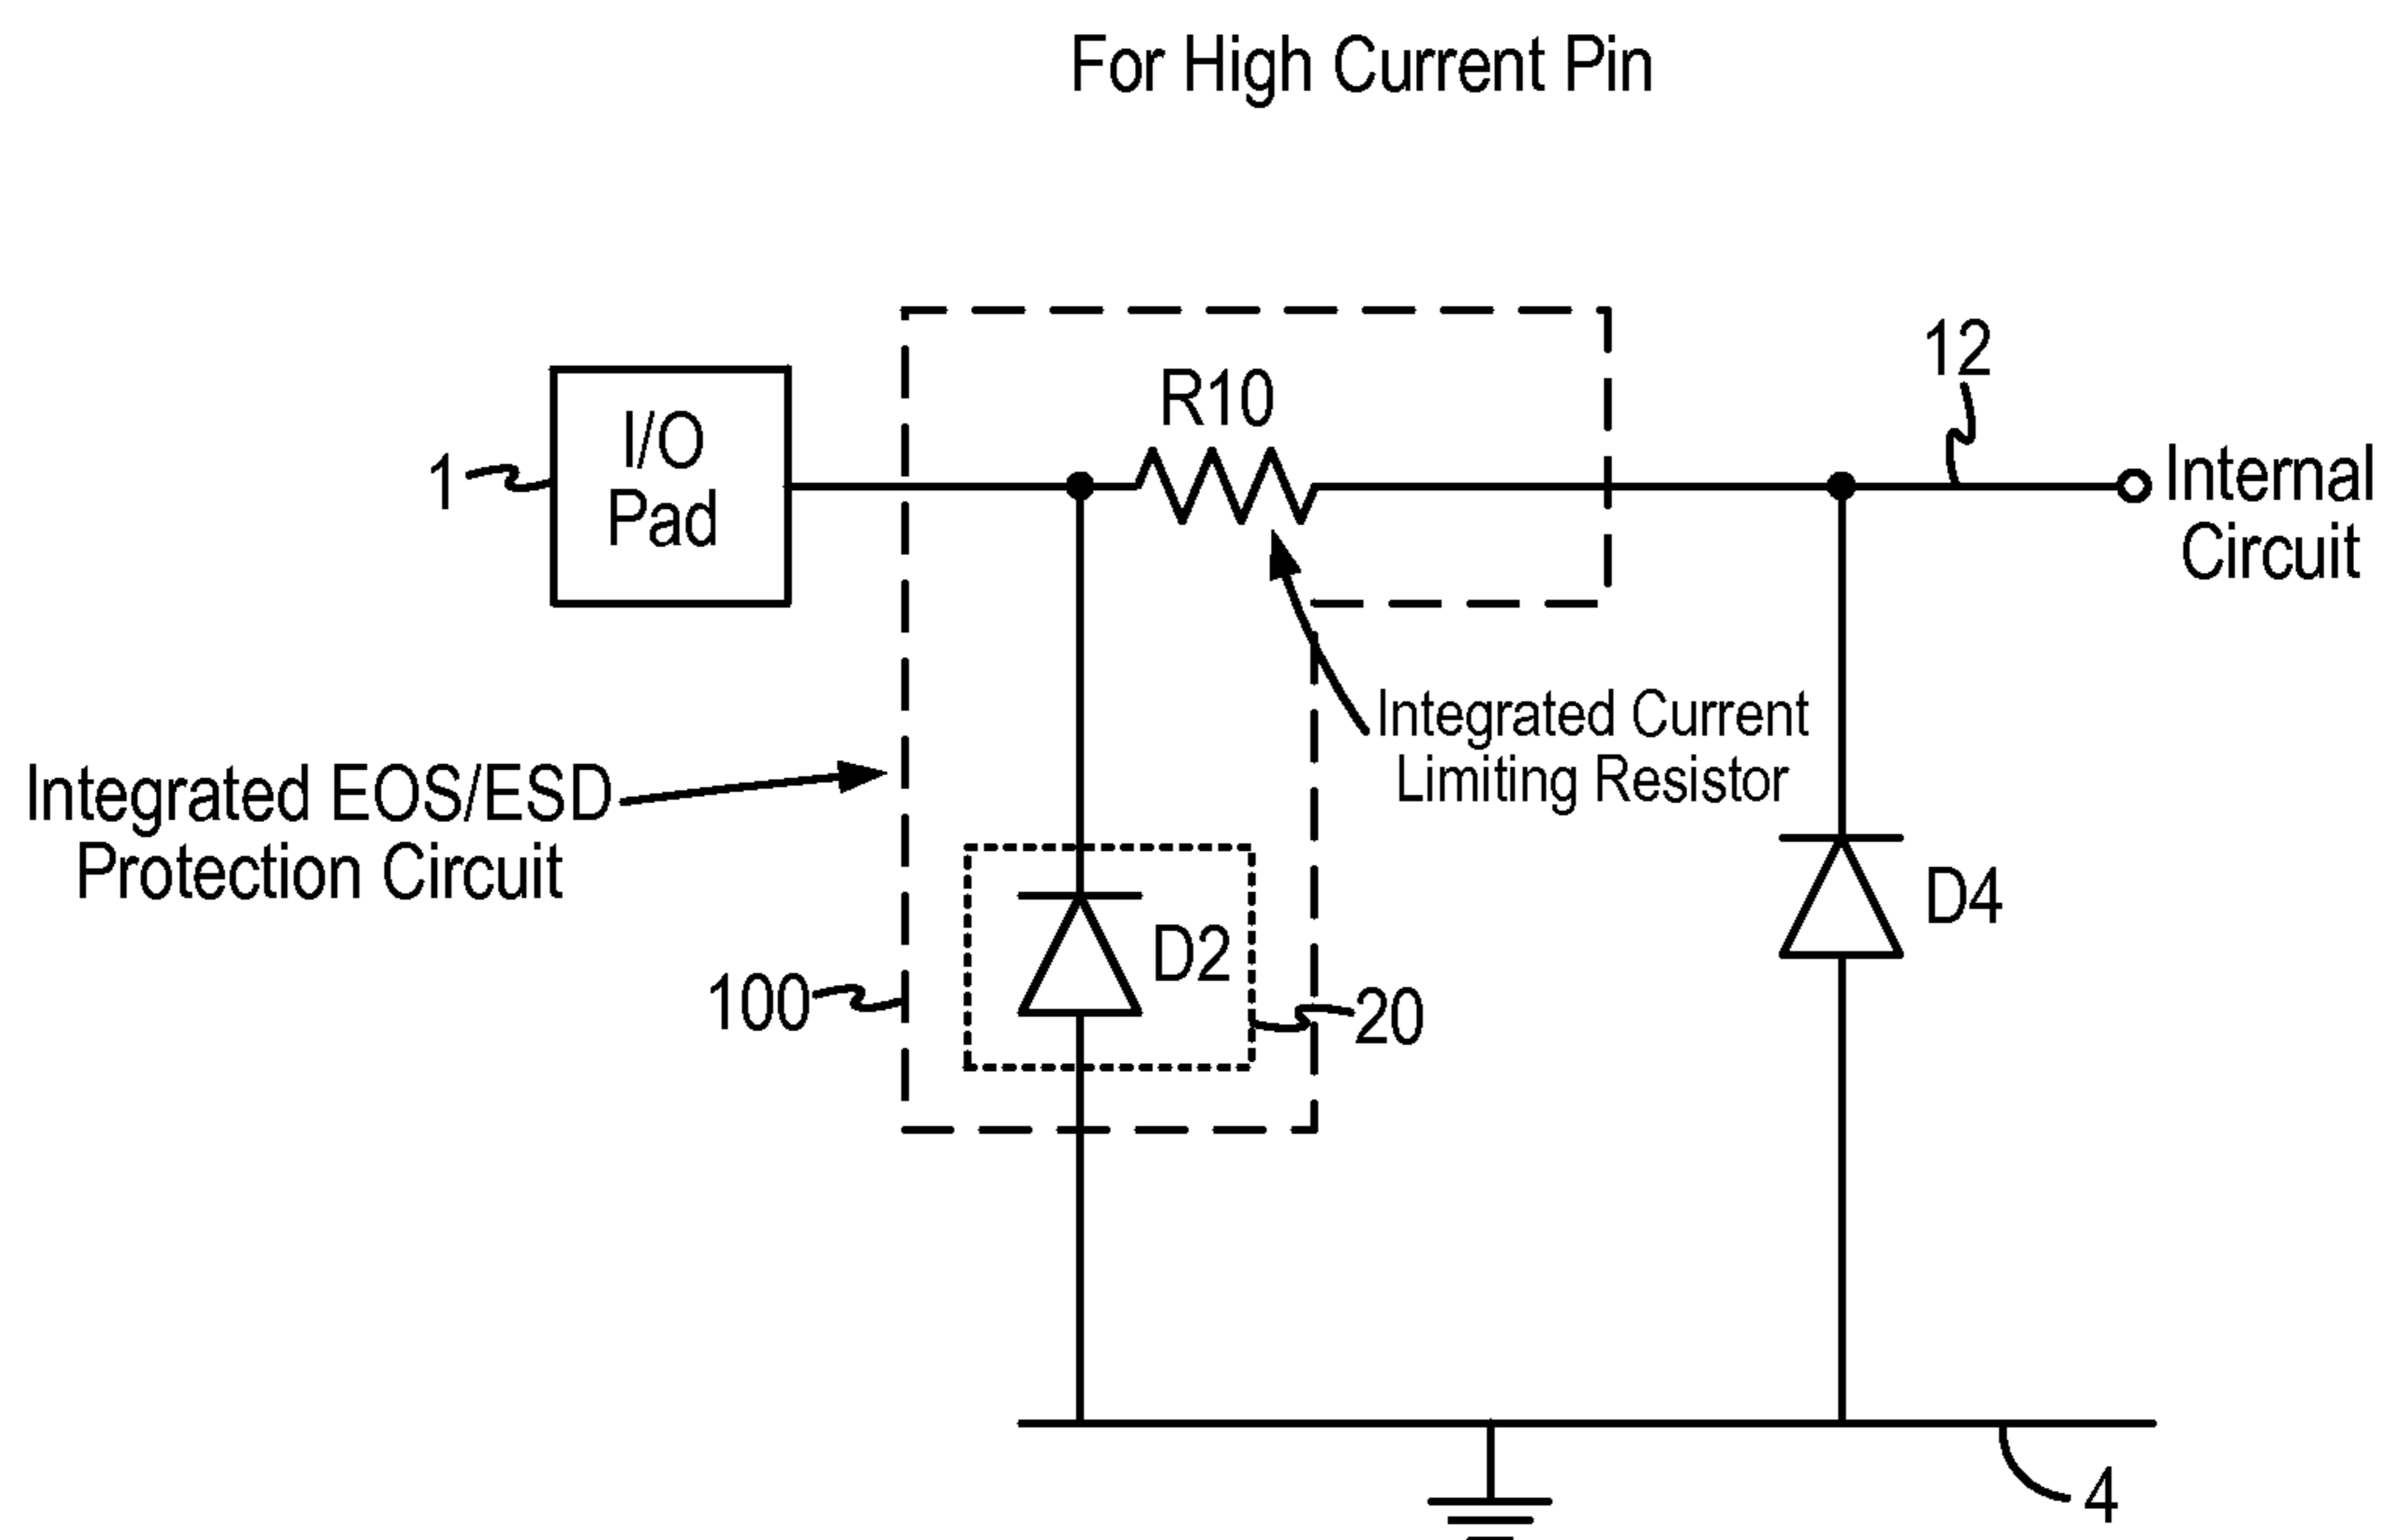 For High Current Pin
12
R10
I/O
Pad
1
Internal
Circuit
Integrated Current
Limiting Resistor
Integrated EOS/ESD
Protection Circuit
D4
D2
100
20
4